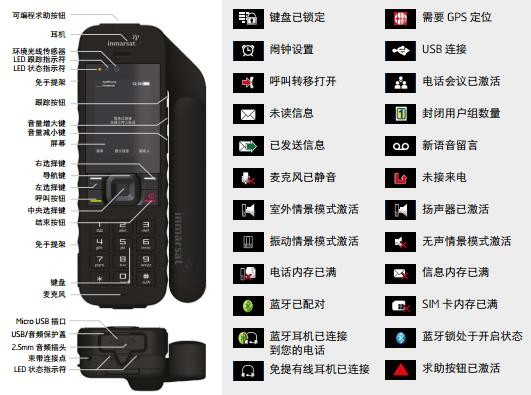 可编程求助按钮
耳机
环境光线传感器
LED 跟踪指示符
LED 状态指示符
免手提架
跟踪按钮
音量增大键
音量减小键
屏幕
右选择键
导航键
左选择键
呼叫按钮
中央选择键
结束按钮
免手提架
键盘
麦克风
Micro USB 插口
USB/音频保护盖
2.5mm 音频插头
束带连接点
LED 状态指示符
inmarsat
inmarsat
键盘已锁定
闹钟设置
呼叫转移打开
未读信息
已发送信息
麦克风已静音
室外情景模式激活
振动情景模式激活
电话内存已满
蓝牙已配对
蓝牙耳机已连接
到您的电话
免提有线耳机已连接
需要 GPS 定位
USB 连接
电话会议已激活
封闭用户组数量
新语音留言
未接来电
扬声器已激活
无声情景模式激活
信息内存已满
SIM 卡内存已满
蓝牙锁处于开启状态
求助按钮已激活